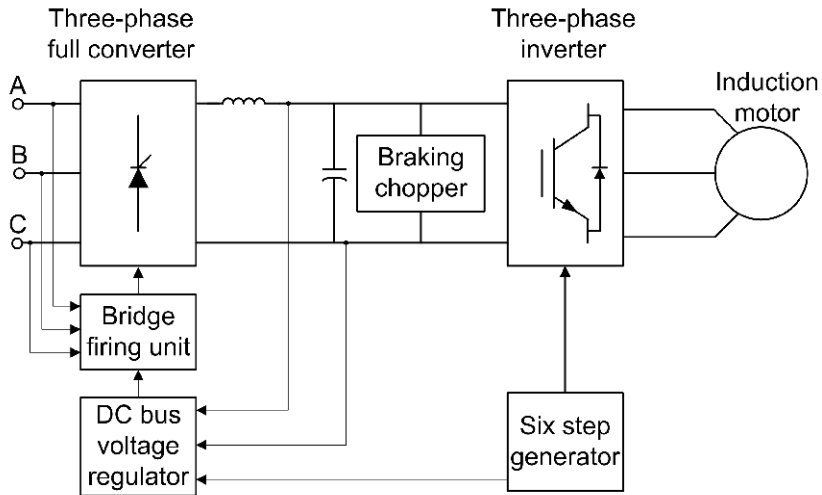 Three-phase
full converter
Three-phase
inverter
Induction
motor
A
B
C
Braking
chopper
Bridge
firing unit
DC bus
voltage
regulator
Six step
generator